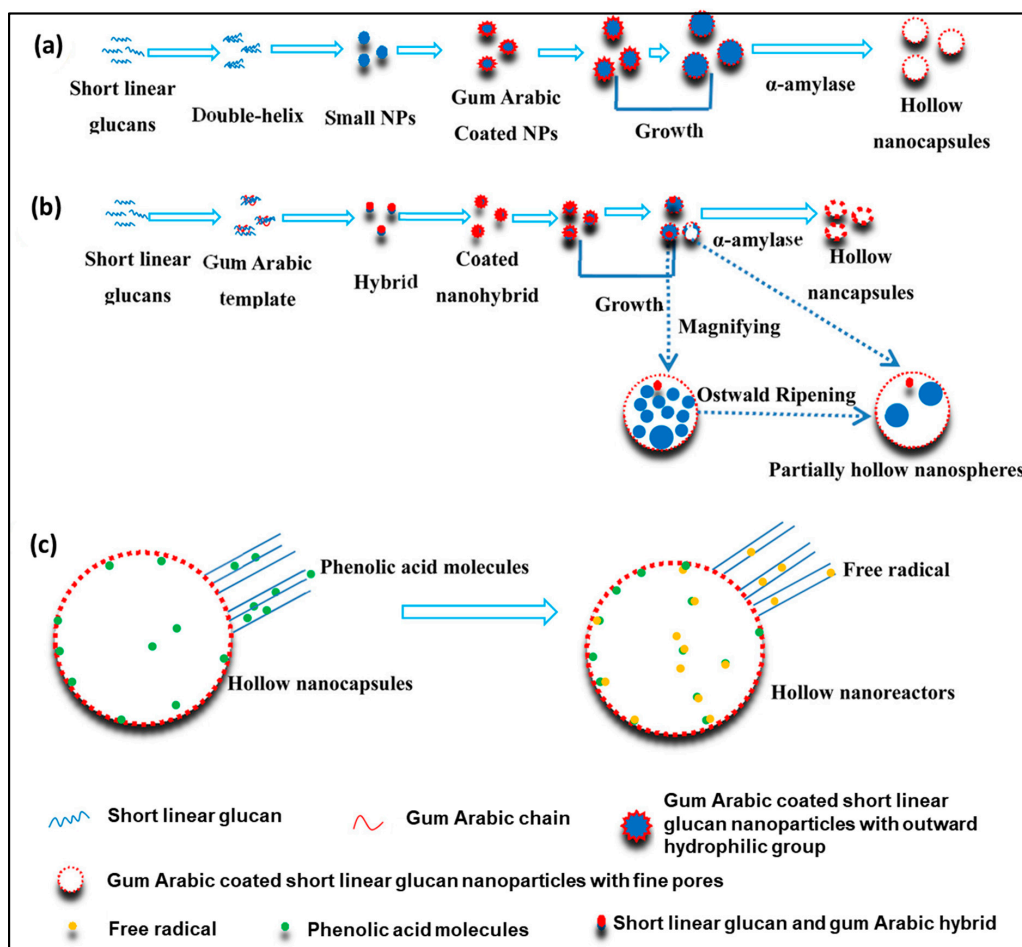 (a)
Short linear
glucans
Double-helix
Small NPs
Gum Arabic
Coated NPs
Growth
α-amylase
Hollow
nanocapsules
(b)
Short linear
glucans
Gum Arabic
template
Hybrid
Coated
nanohybrid
Growth
α-amylase
Hollow
nancapsules
Magnifying
Ostwald Ripening
Partially hollow nanospheres
(c)
Phenolic acid molecules
Hollow nanocapsules
Free radical
Hollow nanoreactors
Short linear glucan
Gum Arabic chain
Gum Arabic coated short linear
glucan nanoparticles with outward
hydrophilic group
Gum Arabic coated short linear glucan nanoparticles with fine pores
Free radical
Phenolic acid molecules
Short linear glucan and gum Arabic hybrid